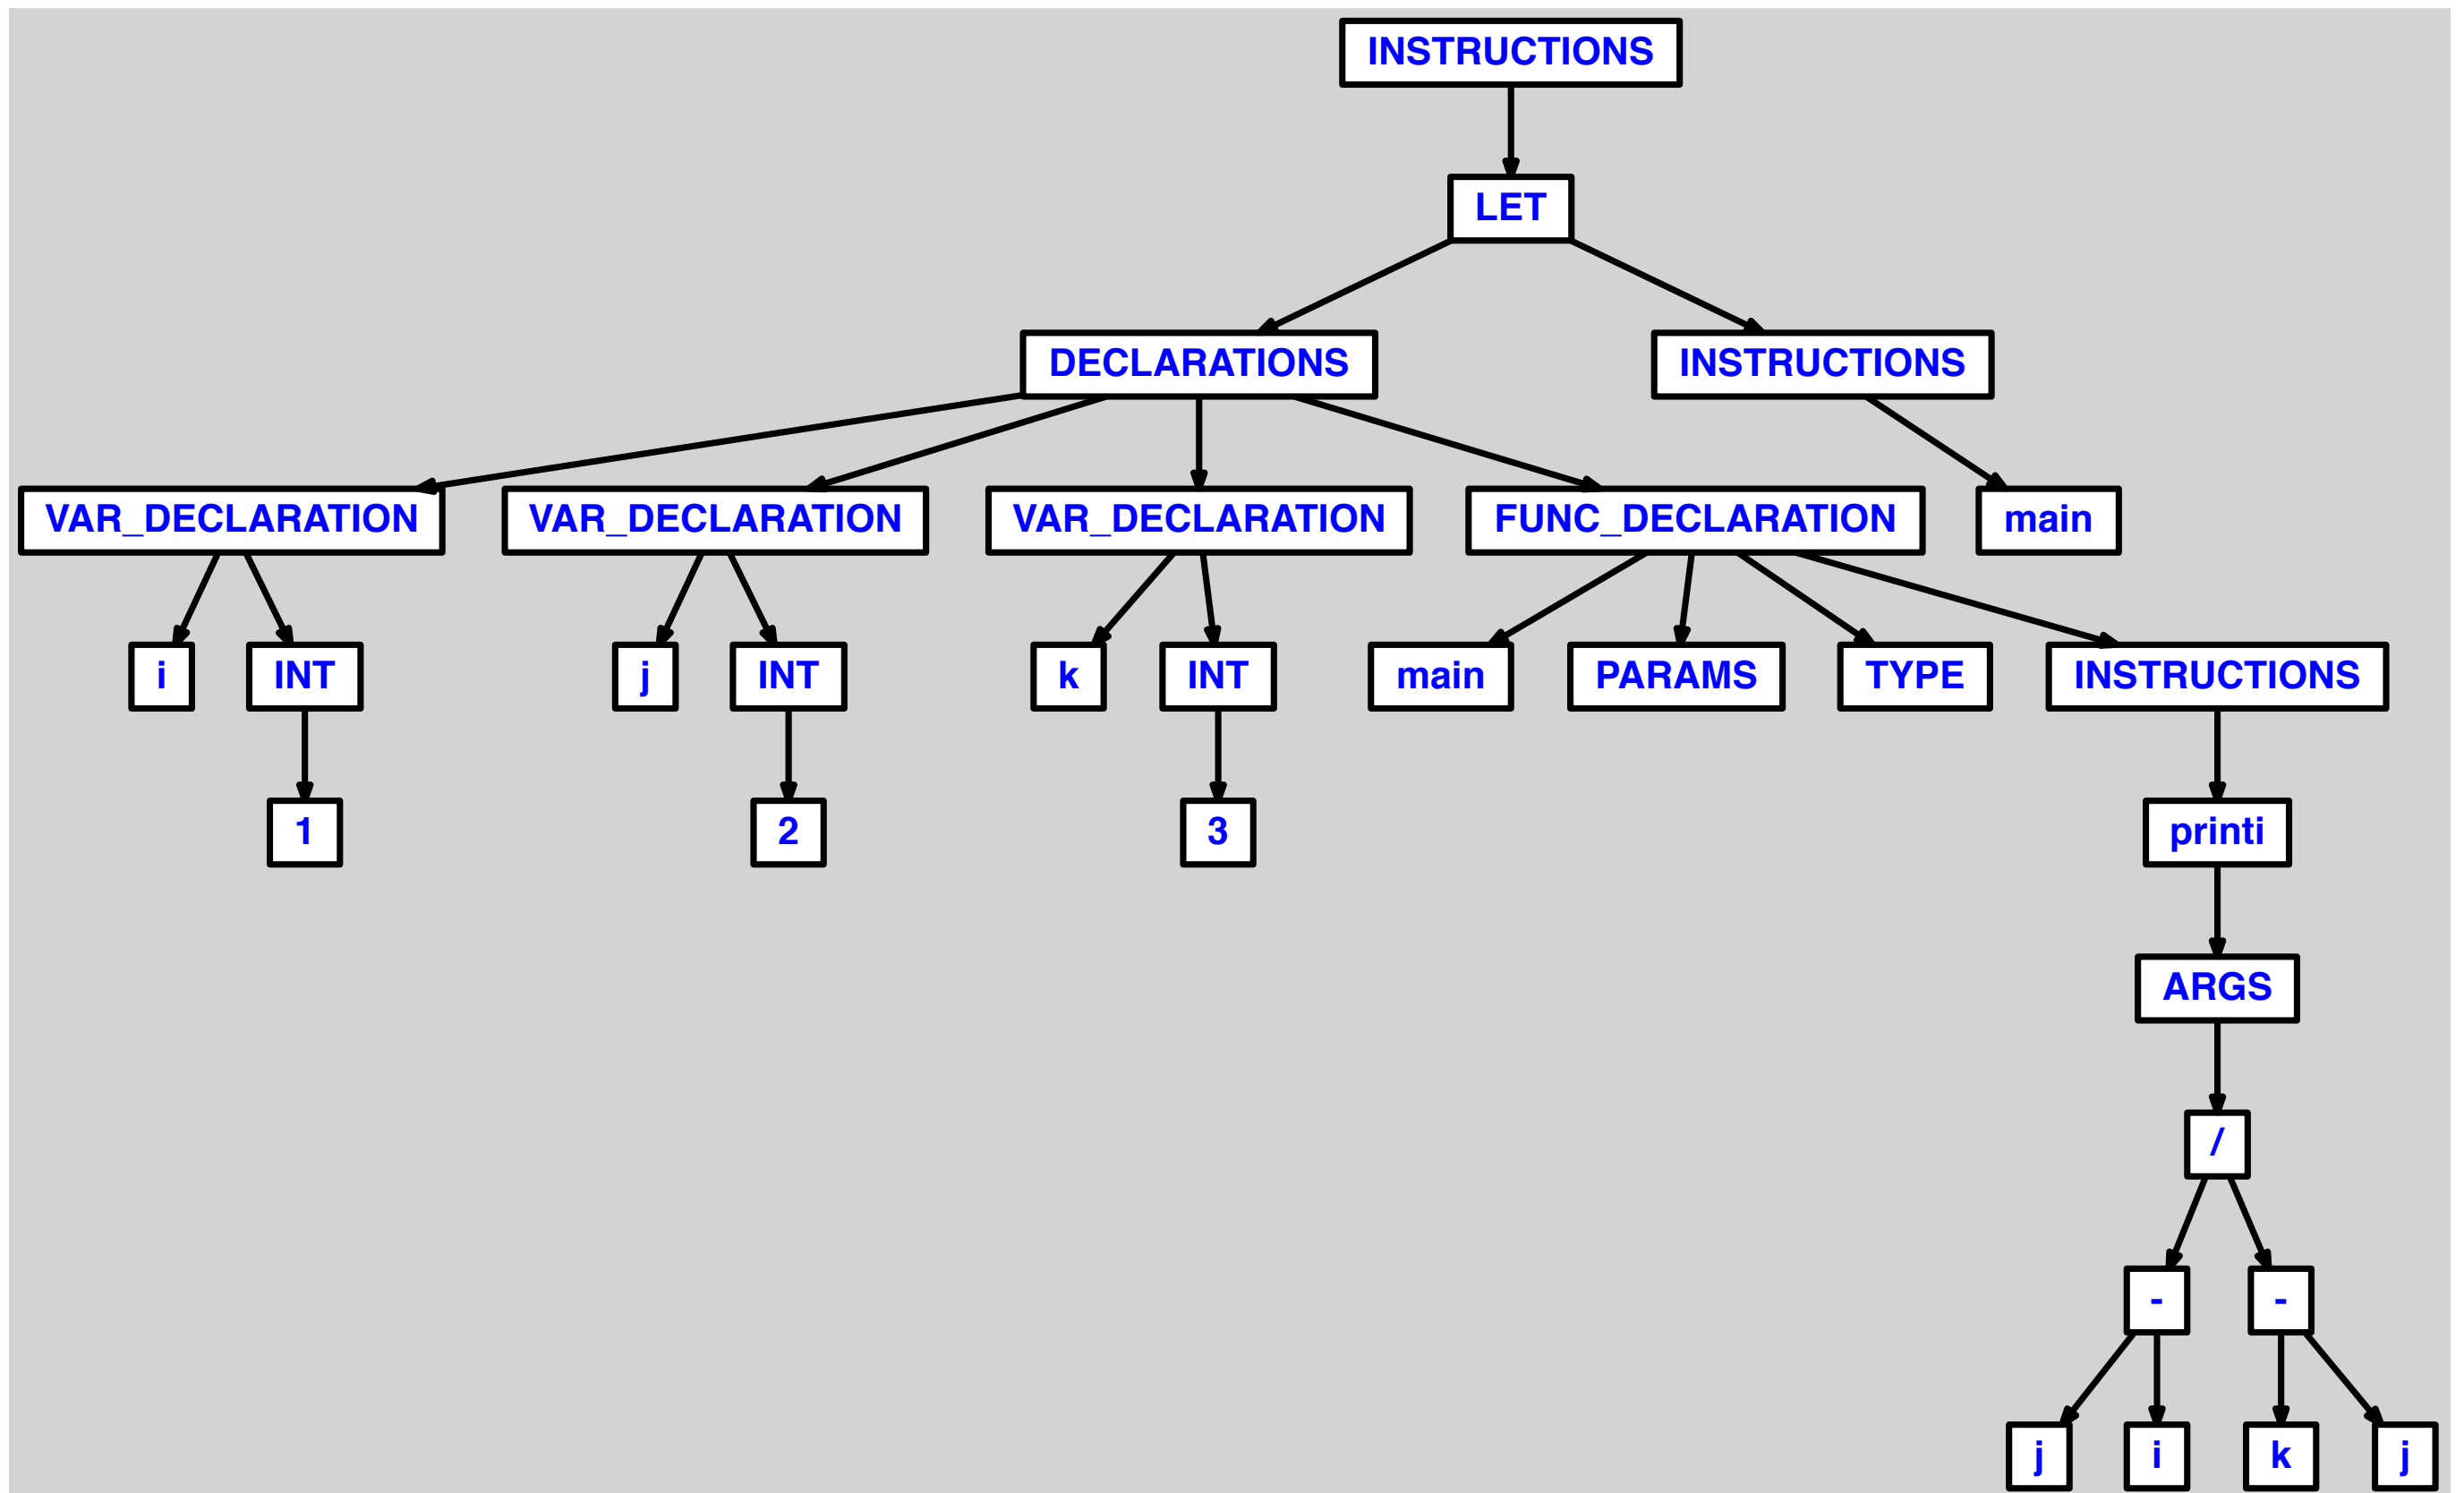 INSTRUCTIONS
LET
DECLARATIONS
INSTRUCTIONS
VAR_DECLARATION
VAR_DECLARATION
VAR_DECLARATION
FUNC_DECLARATION
main
i
INT
j
INT
k
INT
main
PARAMS
TYPE
INSTRUCTIONS
1
2
3
printi
ARGS
/
-
-
j
i
k
j